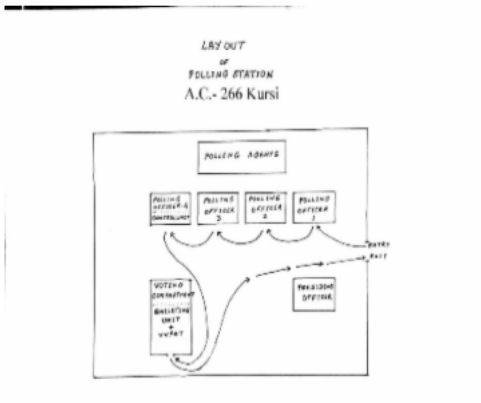 LAY OUT
OF
POLLING STATION
A.C.- 266 Kursi
POLLING AGENTS
POLLING
OFFICER-4
CONTROL UNIT
POLLING
OFFICER
3
POLLING
OFFICER
2
POLLING
OFFICER
1
ENTRY
EXIT
VOTING
COMPARTMENT
BALLOTING
UNIT
+
VVPAT
PRESIDING
OFFICER